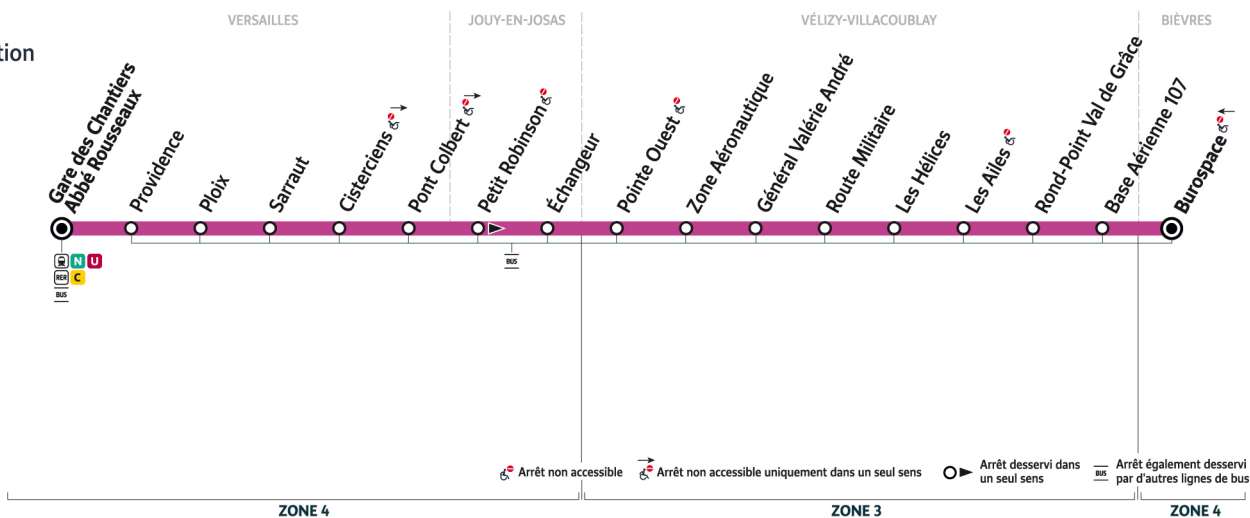 VERSAILLES
JOUY-EN-JOSAS
VÉLIZY-VILLACOUBLAY
BIÈVRES
tion
Gare des Chantiers
Abbé Rousseaux
Providence
Ploix
Sarraut
Cisterciens
Pont Colbert
Petit Robinson
Échangeur
Pointe Ouest
Zone Aéronautique
Général Valérie André
Route Militaire
Les Hélices
Les Ailes
Rond-Point Val de Grâce
Base Aérienne 107
Burospace
N U
RER C
BUS
BUS
Arrêt non accessible
Arrêt non accessible uniquement dans un seul sens
Arrêt desservi dans
un seul sens
BUS
Arrêt également desservi
par d'autres lignes de bus
ZONE 4
ZONE 3
ZONE 4